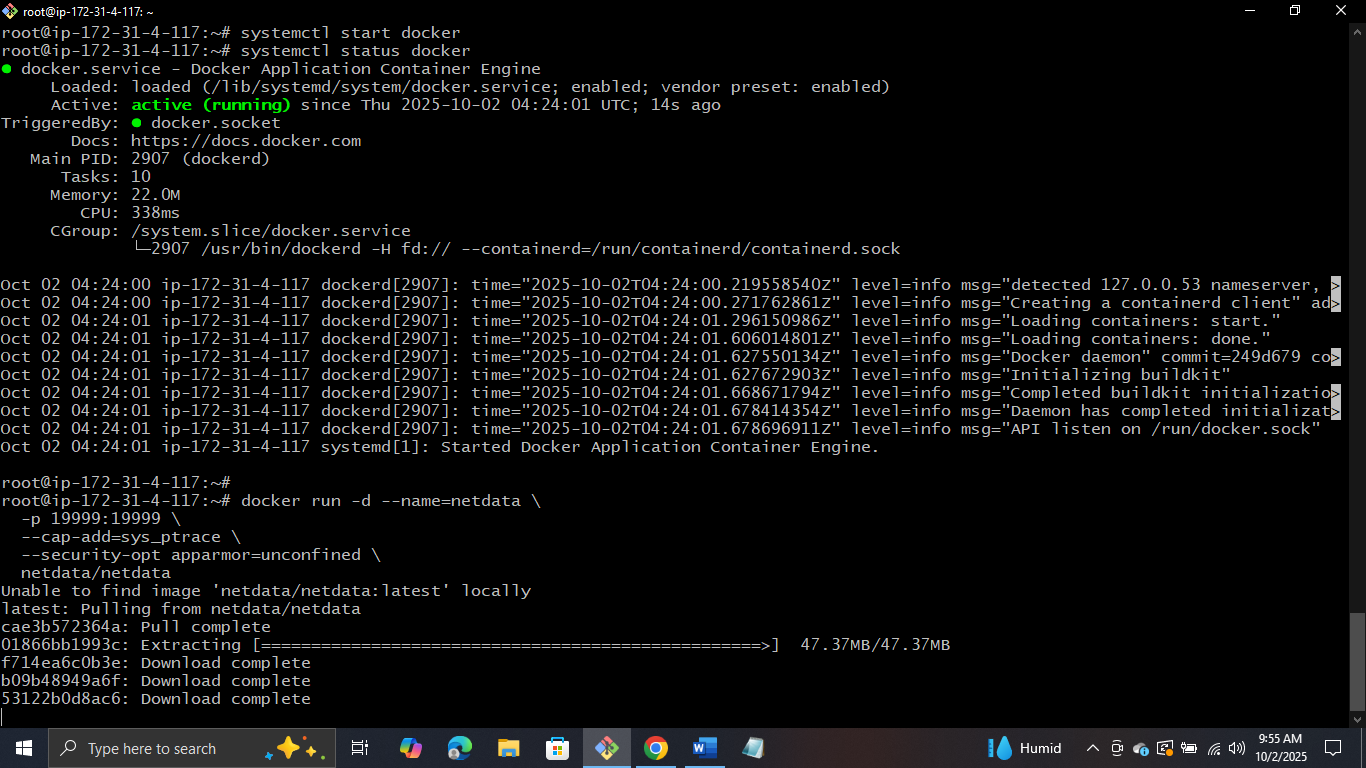 root@ip-172-31-4-117: ~
root@ip-172-31-4-117:~# systemctl start docker
root@ip-172-31-4-117:~# systemctl status docker
● docker.service - Docker Application Container Engine
     Loaded: loaded (/lib/systemd/system/docker.service; enabled; vendor preset: enabled)
     Active: active (running) since Thu 2025-10-02 04:24:01 UTC; 14s ago
TriggeredBy: ● docker.socket
       Docs: https://docs.docker.com
   Main PID: 2907 (dockerd)
      Tasks: 10
     Memory: 22.0M
        CPU: 338ms
     CGroup: /system.slice/docker.service
             └─2907 /usr/bin/dockerd -H fd:// --containerd=/run/containerd/containerd.sock
Oct 02 04:24:00 ip-172-31-4-117 dockerd[2907]: time="2025-10-02T04:24:00.219558540Z" level=info msg="detected 127.0.0.53 nameserver, >
Oct 02 04:24:00 ip-172-31-4-117 dockerd[2907]: time="2025-10-02T04:24:00.271762861Z" level=info msg="Creating a containerd client" ad>
Oct 02 04:24:01 ip-172-31-4-117 dockerd[2907]: time="2025-10-02T04:24:01.296150986Z" level=info msg="Loading containers: start."
Oct 02 04:24:01 ip-172-31-4-117 dockerd[2907]: time="2025-10-02T04:24:01.606014801Z" level=info msg="Loading containers: done."
Oct 02 04:24:01 ip-172-31-4-117 dockerd[2907]: time="2025-10-02T04:24:01.627550134Z" level=info msg="Docker daemon" commit=249d679 co>
Oct 02 04:24:01 ip-172-31-4-117 dockerd[2907]: time="2025-10-02T04:24:01.627672903Z" level=info msg="Initializing buildkit"
Oct 02 04:24:01 ip-172-31-4-117 dockerd[2907]: time="2025-10-02T04:24:01.668671794Z" level=info msg="Completed buildkit initializatio>
Oct 02 04:24:01 ip-172-31-4-117 dockerd[2907]: time="2025-10-02T04:24:01.678414354Z" level=info msg="Daemon has completed initializat>
Oct 02 04:24:01 ip-172-31-4-117 dockerd[2907]: time="2025-10-02T04:24:01.678696911Z" level=info msg="API listen on /run/docker.sock"
Oct 02 04:24:01 ip-172-31-4-117 systemd[1]: Started Docker Application Container Engine.
root@ip-172-31-4-117:~#
root@ip-172-31-4-117:~# docker run -d --name=netdata \
  -p 19999:19999 \
  --cap-add=sys_ptrace \
  --security-opt apparmor=unconfined \
  netdata/netdata
Unable to find image 'netdata/netdata:latest' locally
latest: Pulling from netdata/netdata
cae3b572364a: Pull complete
01866bb1993c: Extracting [==================================================>]  47.37MB/47.37MB
f714ea6c0b3e: Download complete
b09b48949a6f: Download complete
53122b0d8ac6: Download complete
Type here to search
Humid
9:55 AM
10/2/2025